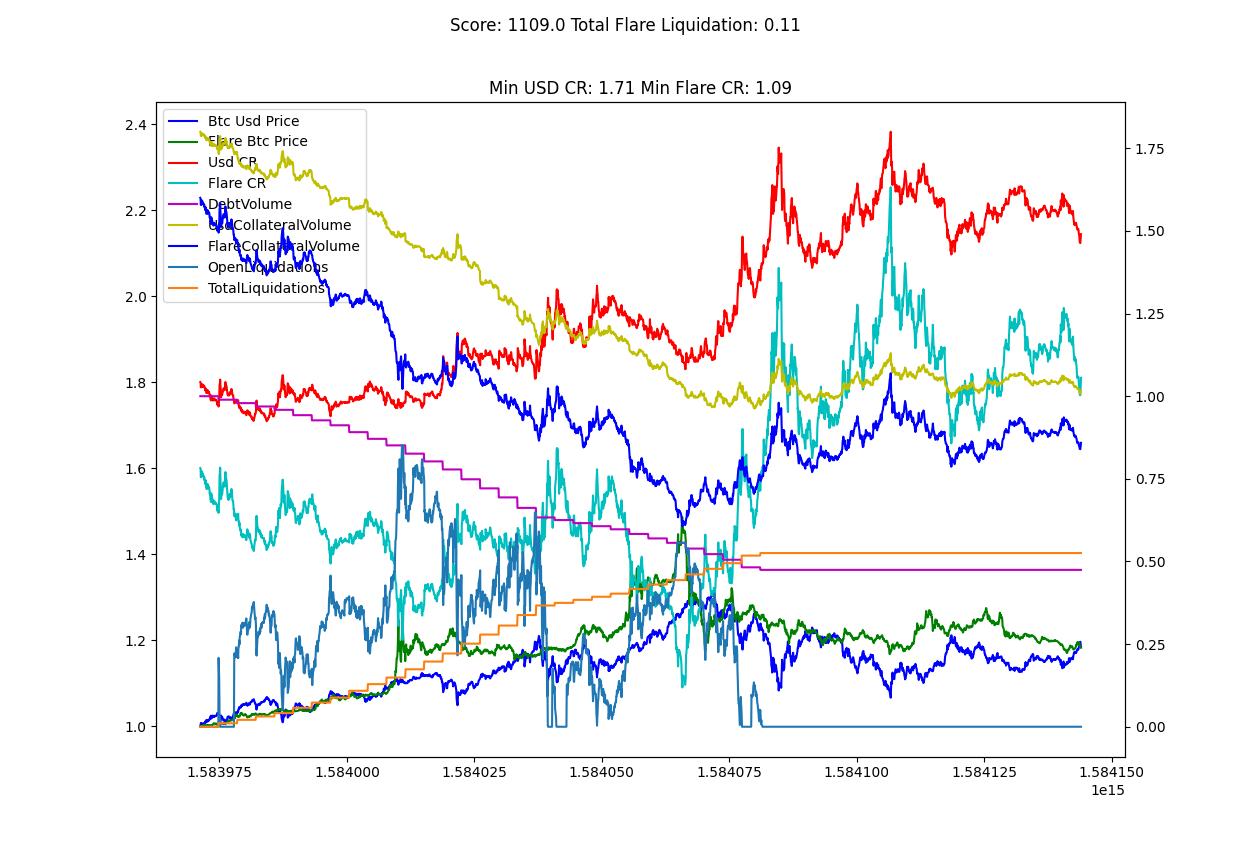 Score: 1109.0 Total Flare Liquidation: 0.11
Min USD CR: 1.71 Min Flare CR: 1.09
Btc Usd Price
Flare Btc Price
Usd CR
Flare CR
DebtVolume
UsdCollateralVolume
FlareCollateralVolume
OpenLiquidations
TotalLiquidations
2.4
2.2
2.0
1.8
1.6
1.4
1.2
1.0
1.75
1.50
1.25
1.00
0.75
0.50
0.25
0.00
1.583975
1.584000
1.584025
1.584050
1.584075
1.584100
1.584125
1.584150
1e15